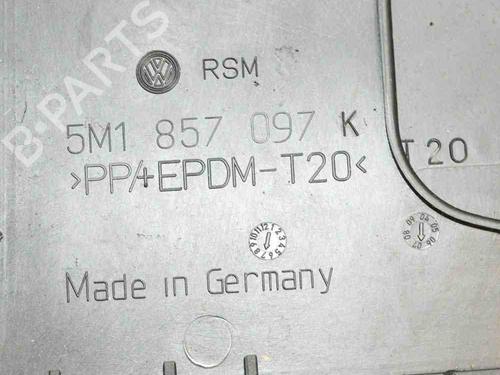 B-PARTS
RSM
5M1 857 097 K
>PP/+EPDM-T20<
T20
Made in Germany